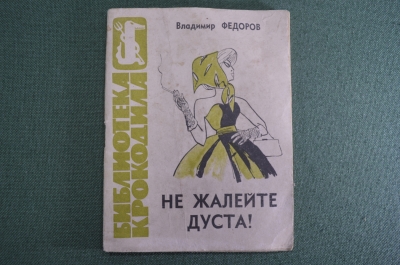 Владимир ФЕДОРОВ
БИБЛИОТЕКА
КРОКОДИЛА
НЕ ЖАЛЕЙТЕ
ДУСТА!